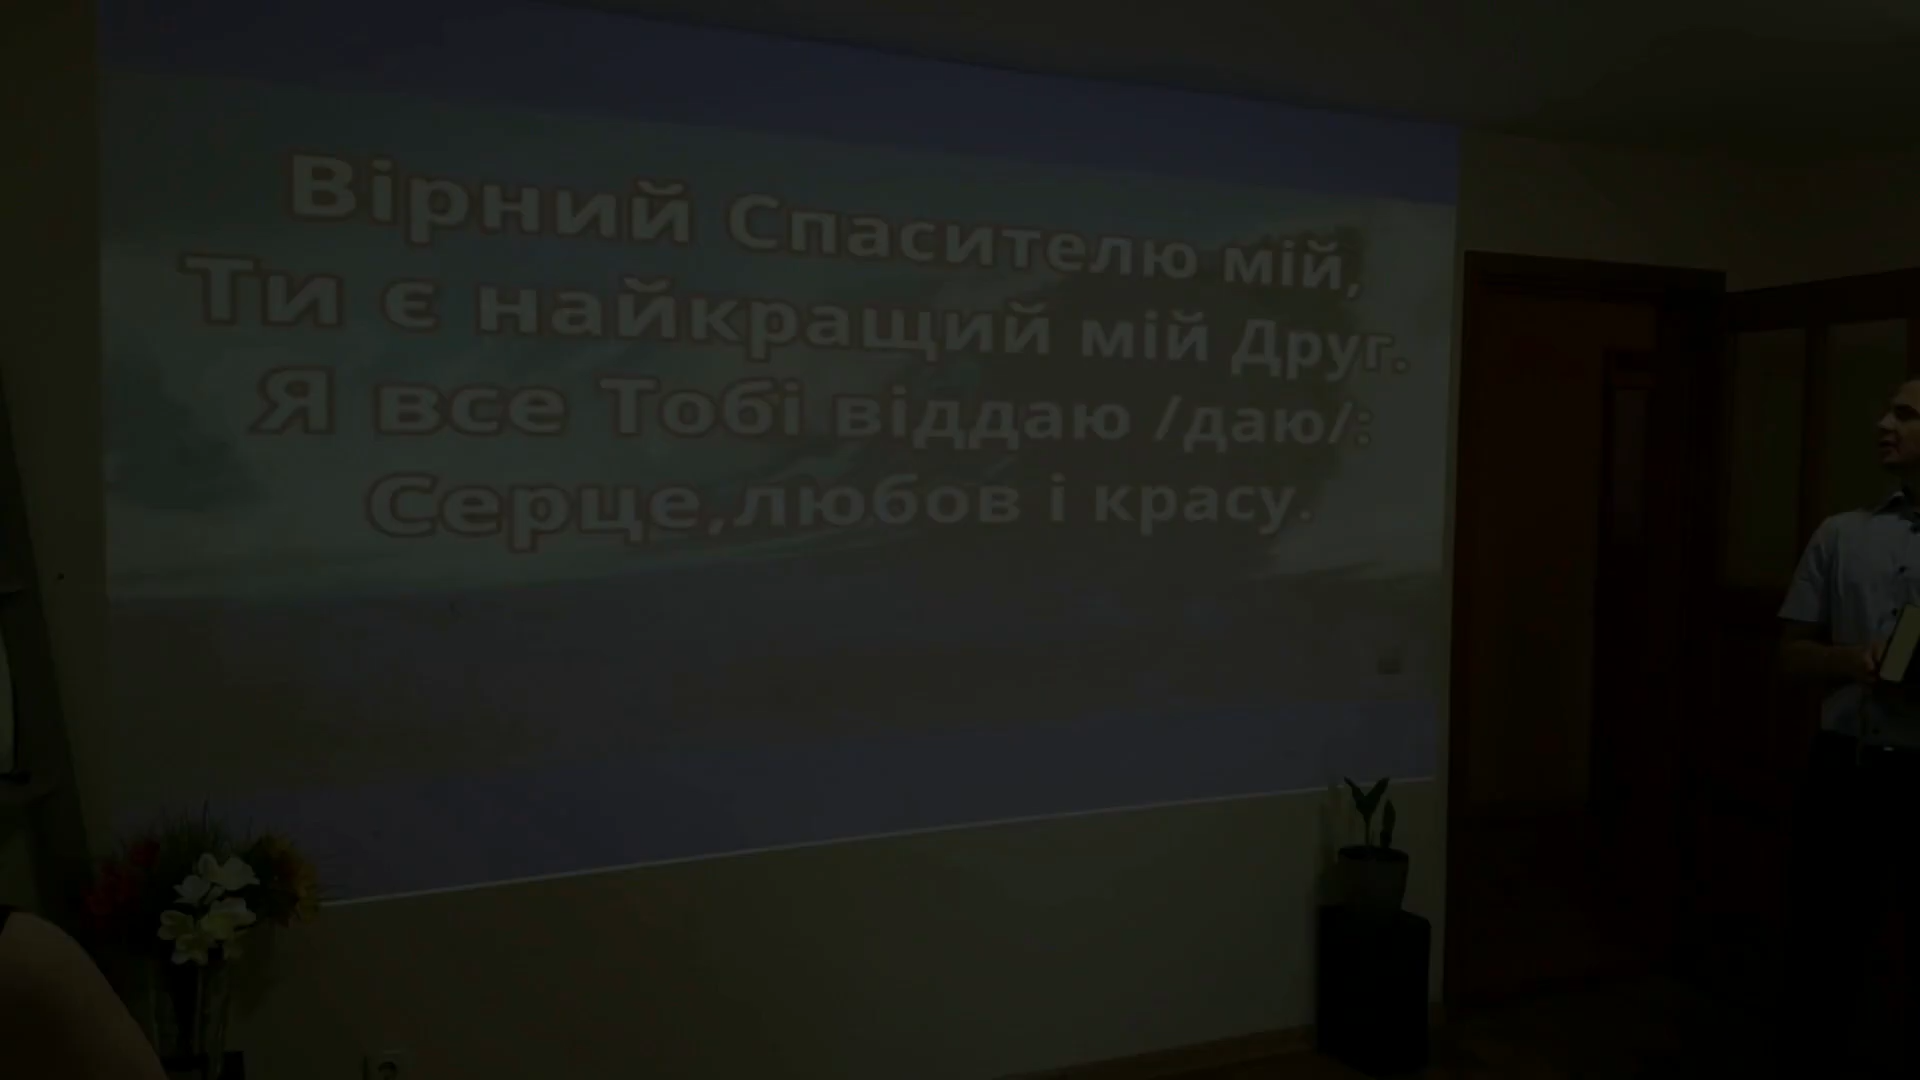 Вірний Спасителю мій,
Ти є найкращий мій Друг.
Я все Тобі віддаю /даю/:
Серце,любов і красу.